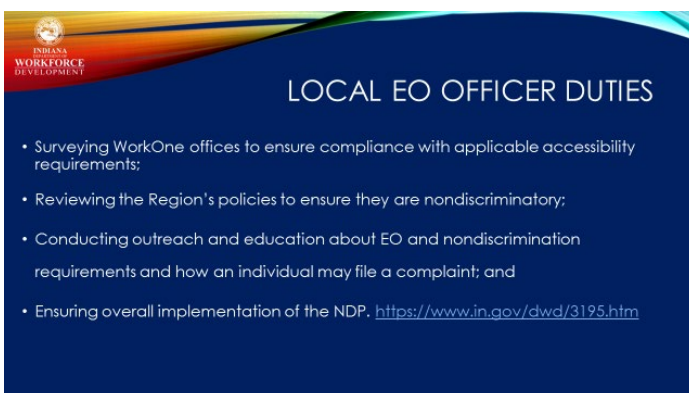 INDIANA
DEPARTMENT OF
WORKFORCE
DEVELOPMENT
LOCAL EO OFFICER DUTIES
• Surveying WorkOne offices to ensure compliance with applicable accessibility
requirements;
• Reviewing the Region's policies to ensure they are nondiscriminatory;
• Conducting outreach and education about EO and nondiscrimination
requirements and how an individual may file a complaint; and
• Ensuring overall implementation of the NDP. https://www.in.gov/dwd/3195.htm